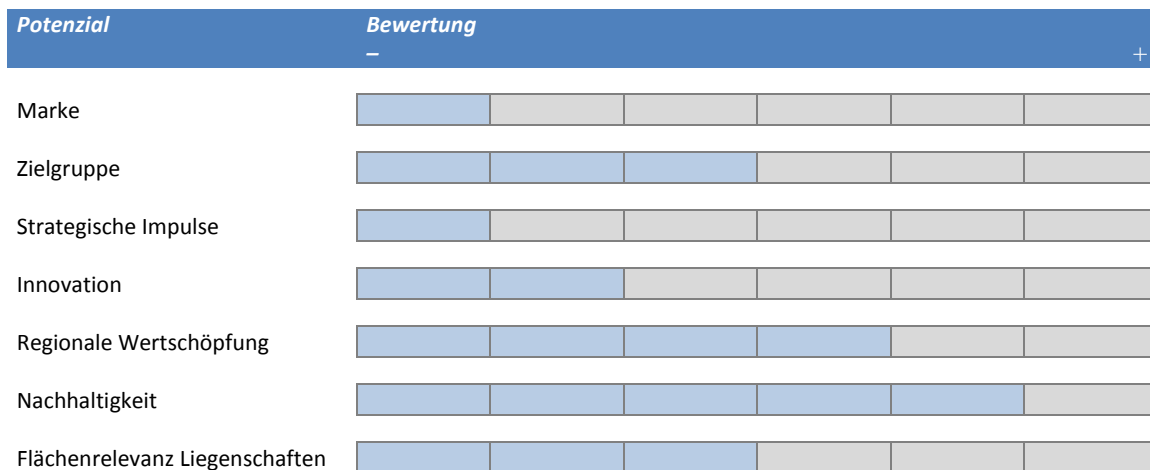 Potenzial Bewertung
– +
Marke
Zielgruppe
Strategische Impulse
Innovation
Regionale Wertschöpfung
Nachhaltigkeit
Flächenrelevanz Liegenschaften